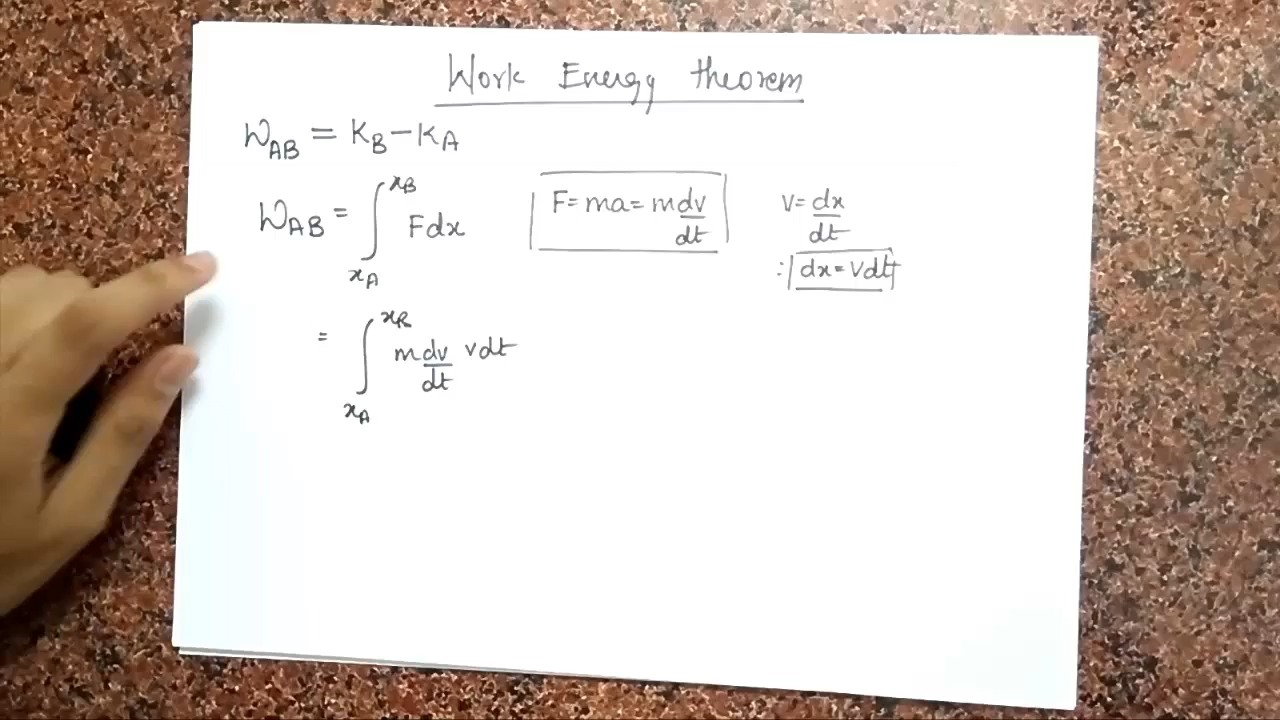 Work Energy theorem
W_AB = K_B − K_A
W_AB = ∫_{x_A}^{x_B} F dx
F = ma = m dv/dt
v = dx/dt
∴ dx = v dt
= ∫_{x_A}^{x_B} m dv/dt v dt